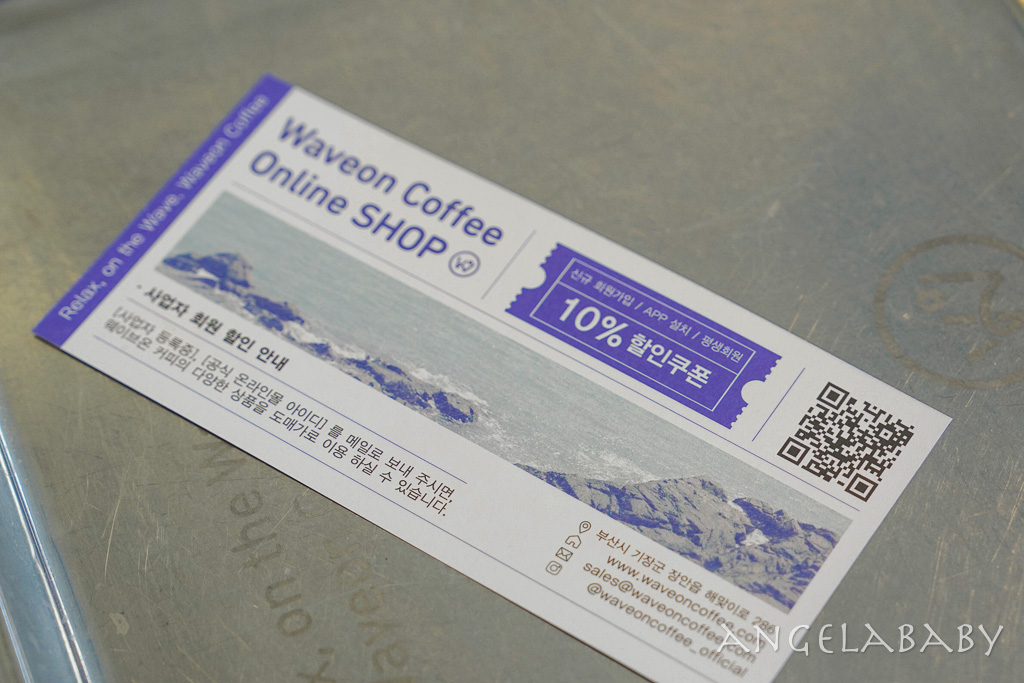 Relax, on the Wave, Waveon Coffee
Waveon Coffee
Online SHOP
신규 회원가입 / APP 설치 / 평생회원
10% 할인쿠폰
· 사업자 회원 할인 안내
[사업자 등록증], [공식 온라인몰 아이디] 를 메일로 보내 주시면,
웨이브온 커피의 다양한 상품을 도매가로 이용 하실 수 있습니다.
부산시 기장군 장안읍 해맞이로 286
www.waveoncoffee.com
sales@waveoncoffee.com
@waveoncoffee_official
on the W
ANGELABABY